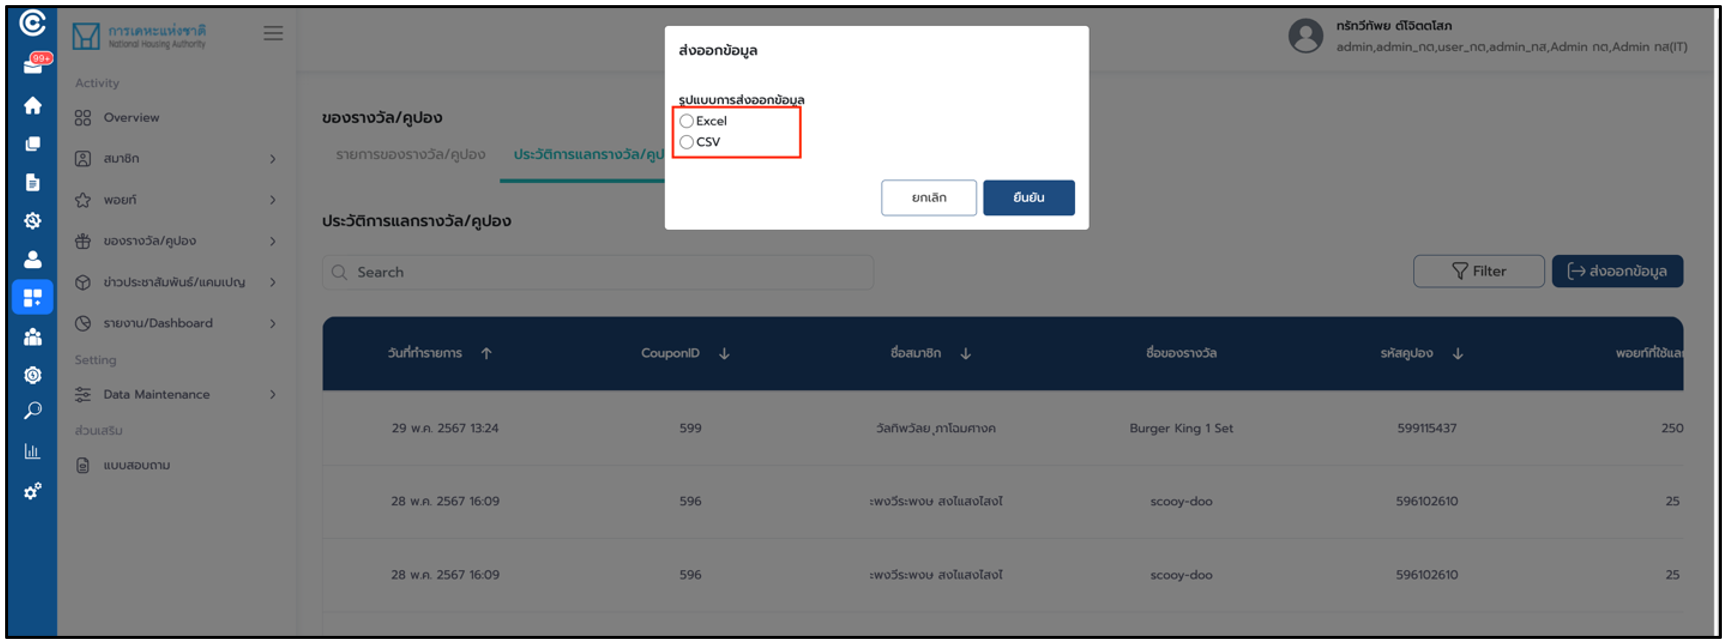 การเคหะแห่งชาติ
National Housing Authority
99+
Activity
Overview
สมาชิก
พอยท์
ของรางวัล/คูปอง
ข่าวประชาสัมพันธ์/แคมเปญ
รายงาน/Dashboard
Setting
Data Maintenance
ส่วนเสริม
แบบสอบถาม
ทรัทวีทัพย ต์โจิตตโสภ
admin,admin_กต,user_กต,admin_กส,Admin กต,Admin กส(IT)
ส่งออกข้อมูล
รูปแบบการส่งออกข้อมูล
Excel
CSV
ยกเลิก
ยืนยัน
ของรางวัล/คูปอง
รายการของรางวัล/คูปอง
ประวัติการแลกรางวัล/คูป
ประวัติการแลกรางวัล/คูปอง
Search
Filter
ส่งออกข้อมูล
วันที่ทำรายการ CouponID ชื่อสมาชิก ชื่อของรางวัล รหัสคูปอง พอยท์ที่ใช้แล
29 พ.ค. 2567 13:24 599 วัลทิพวัลย ุภาโฉมศางค Burger King 1 Set 599115437 250
28 พ.ค. 2567 16:09 596 ะพงวีระพงษ สงไแสงไสงไ scooy-doo 596102610 25
28 พ.ค. 2567 16:09 596 ะพงวีระพงษ สงไแสงไสงไ scooy-doo 596102610 25